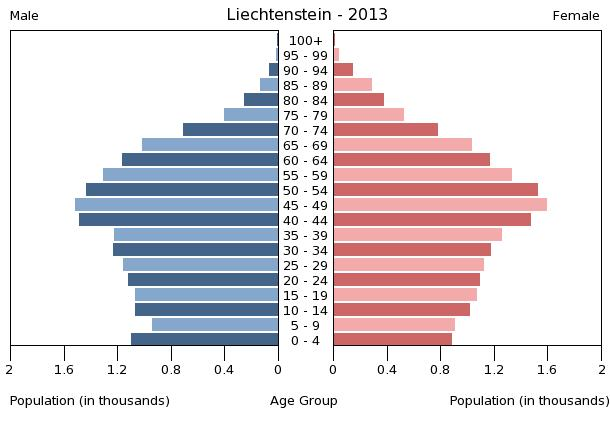 Liechtenstein - 2013
Male
Female
100+
95 - 99
90 - 94
85 - 89
80 - 84
75 - 79
70 - 74
65 - 69
60 - 64
55 - 59
50 - 54
45 - 49
40 - 44
35 - 39
30 - 34
25 - 29
20 - 24
15 - 19
10 - 14
5 - 9
0 - 4
2 1.6 1.2 0.8 0.4 0 0 0.4 0.8 1.2 1.6 2
Population (in thousands) Age Group Population (in thousands)